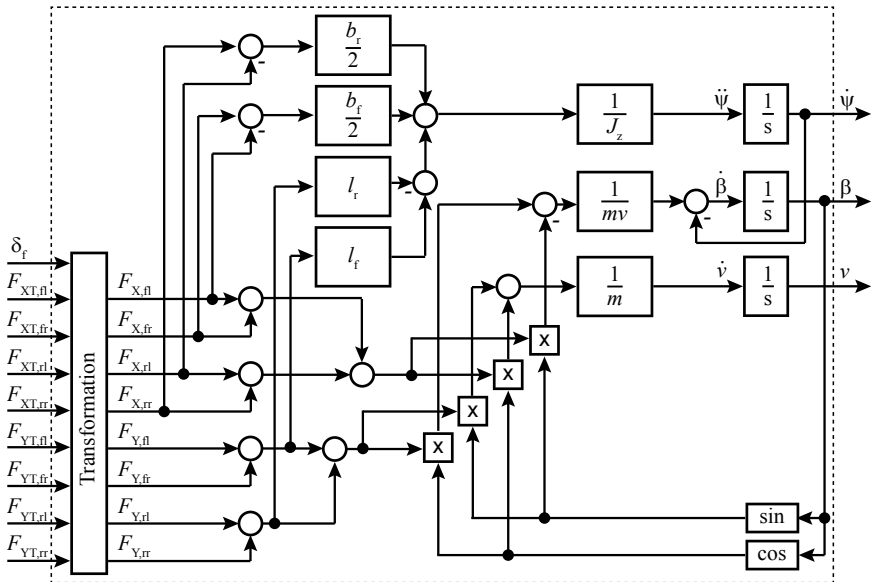 b_r
2
-
b_f
2
-
1
J_z
ψ̈
1
s
ψ̇
l_r
-
-
1
mv
β̇
-
1
s
β
l_f
1
m
v̇
1
s
v
δ_f
F_XT,fl
F_XT,fr
F_XT,rl
F_XT,rr
F_YT,fl
F_YT,fr
F_YT,rl
F_YT,rr
Transformation
F_X,fl
F_X,fr
F_X,rl
F_X,rr
F_Y,fl
F_Y,fr
F_Y,rl
F_Y,rr
x
x
x
x
sin
cos